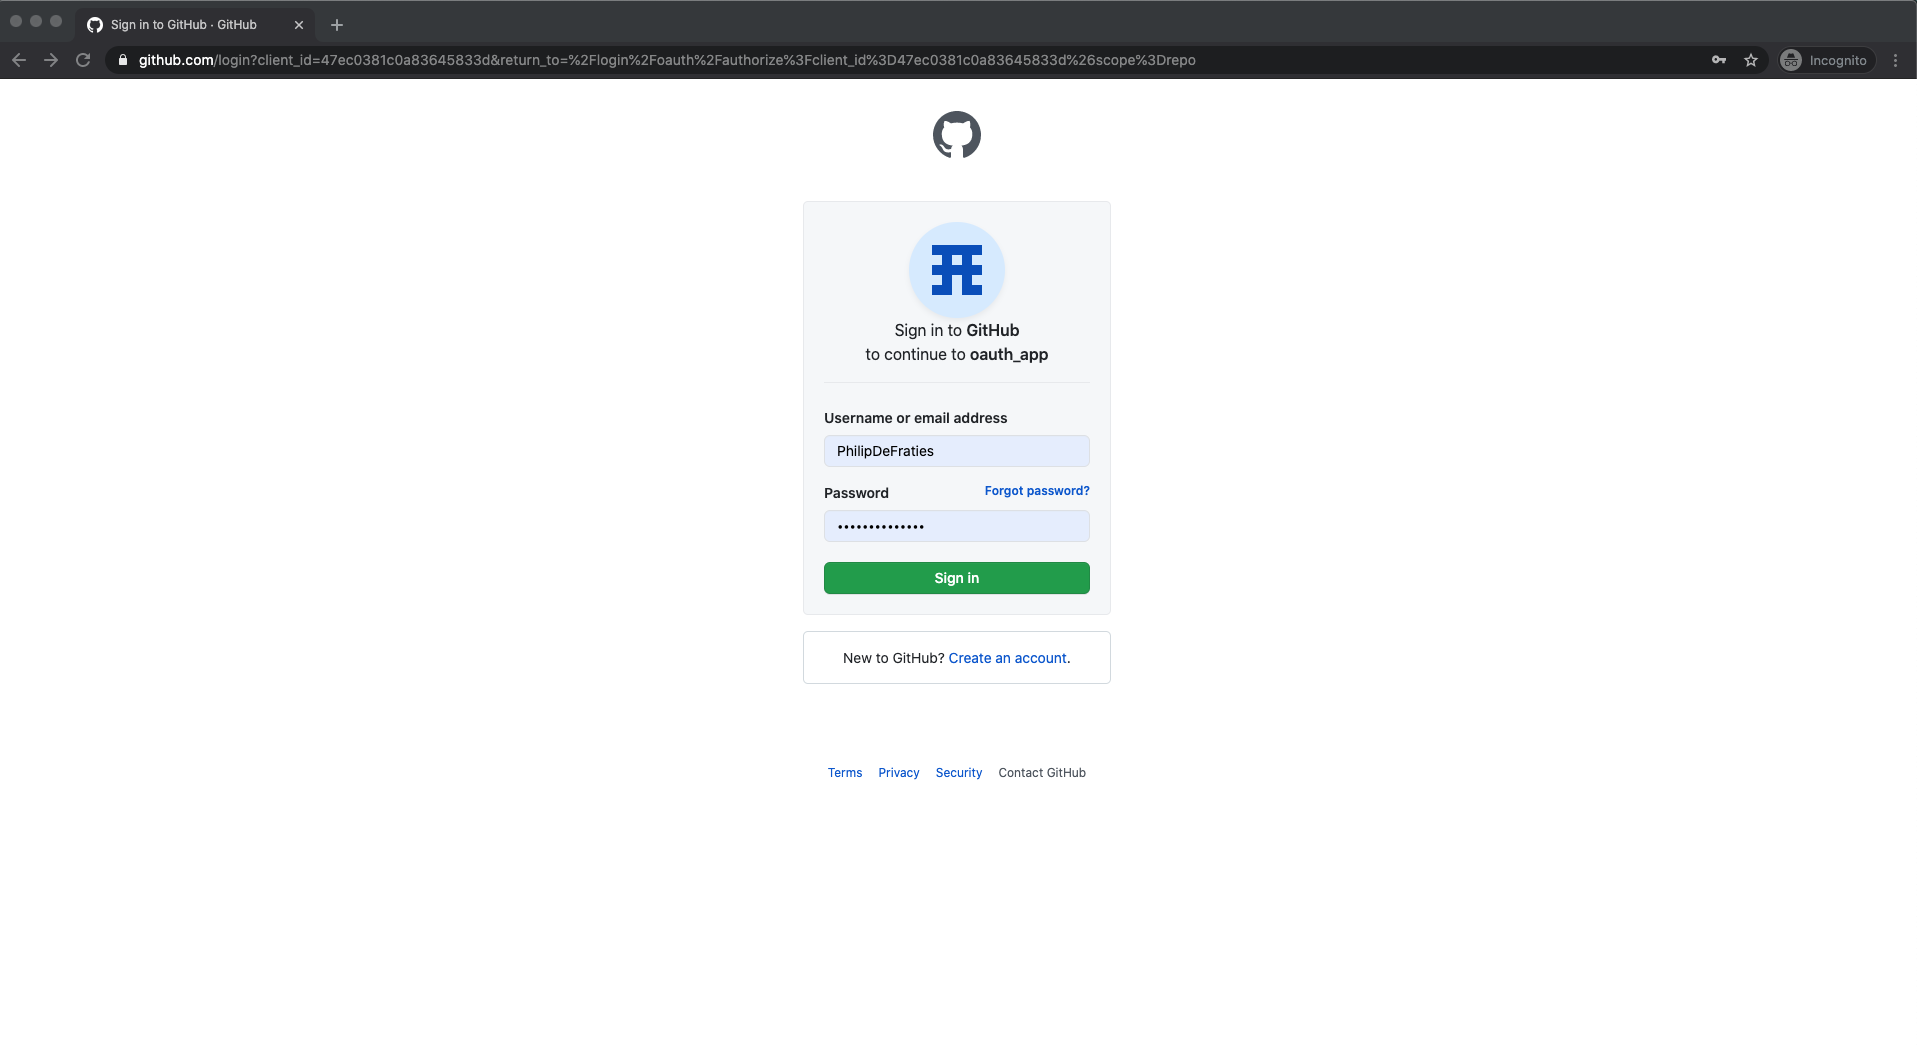 Sign in to GitHub · GitHub
github.com/login?client_id=47ec0381c0a83645833d&return_to=%2Flogin%2Foauth%2Fauthorize%3Fclient_id%3D47ec0381c0a83645833d%26scope%3Drepo
Incognito
Sign in to GitHub
to continue to oauth_app
Username or email address
PhilipDeFraties
Password
Forgot password?
••••••••••••••
Sign in
New to GitHub? Create an account.
Terms Privacy Security Contact GitHub